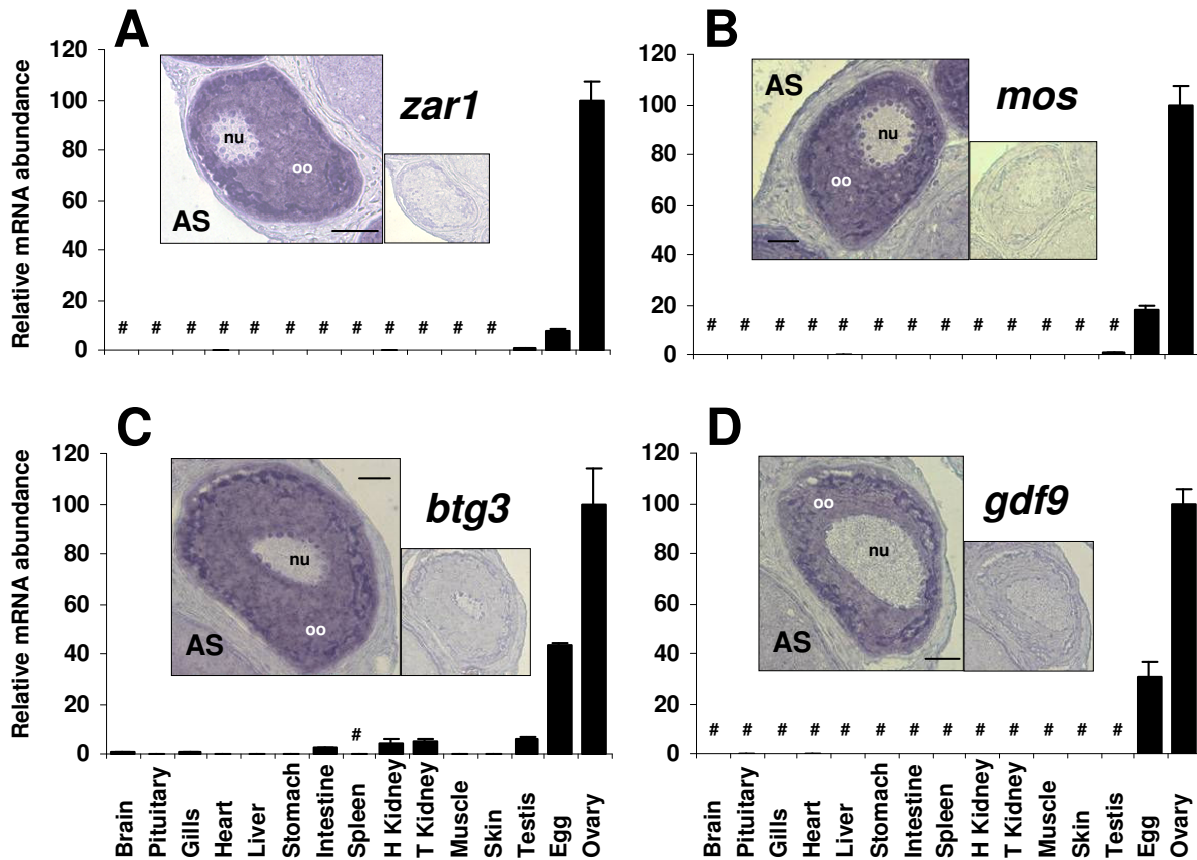 A
B
120
100
80
60
40
20
0
Relative mRNA abundance
zar1
nu
oo
AS
# # # # # # # # # # # #
120
100
80
60
40
20
0
mos
AS
nu
oo
# # # # # # # # # # # # #
C
D
120
100
80
60
40
20
0
Relative mRNA abundance
btg3
nu
oo
AS
#
Brain
Pituitary
Gills
Heart
Liver
Stomach
Intestine
Spleen
H Kidney
T Kidney
Muscle
Skin
Testis
Egg
Ovary
120
100
80
60
40
20
0
gdf9
oo
nu
AS
# # # # # # # # # # # # #
Brain
Pituitary
Gills
Heart
Liver
Stomach
Intestine
Spleen
H Kidney
T Kidney
Muscle
Skin
Testis
Egg
Ovary